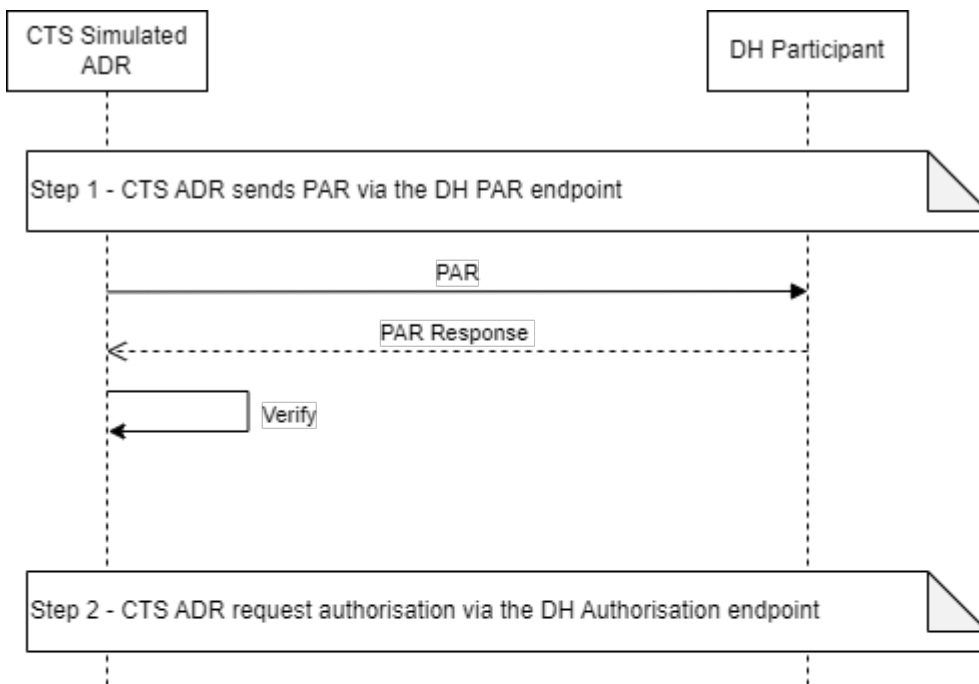 CTS Simulated
ADR
DH Participant
Step 1 - CTS ADR sends PAR via the DH PAR endpoint
PAR
PAR Response
Verify
Step 2 - CTS ADR request authorisation via the DH Authorisation endpoint